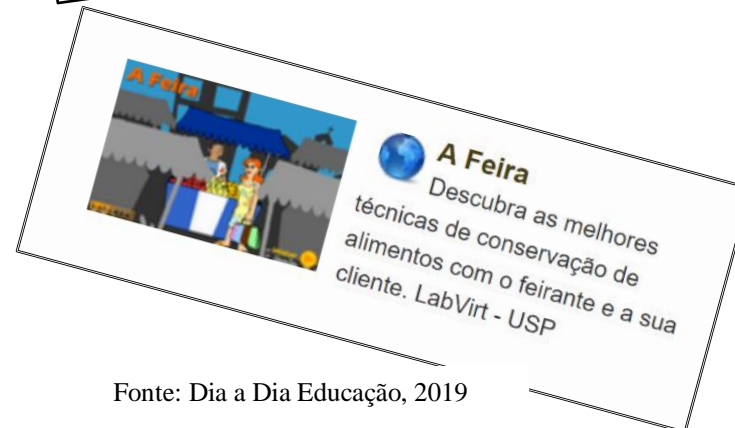 A Feira
A Feira
Descubra as melhores
técnicas de conservação de
alimentos com o feirante e a sua
cliente. LabVirt - USP
Fonte: Dia a Dia Educação, 2019